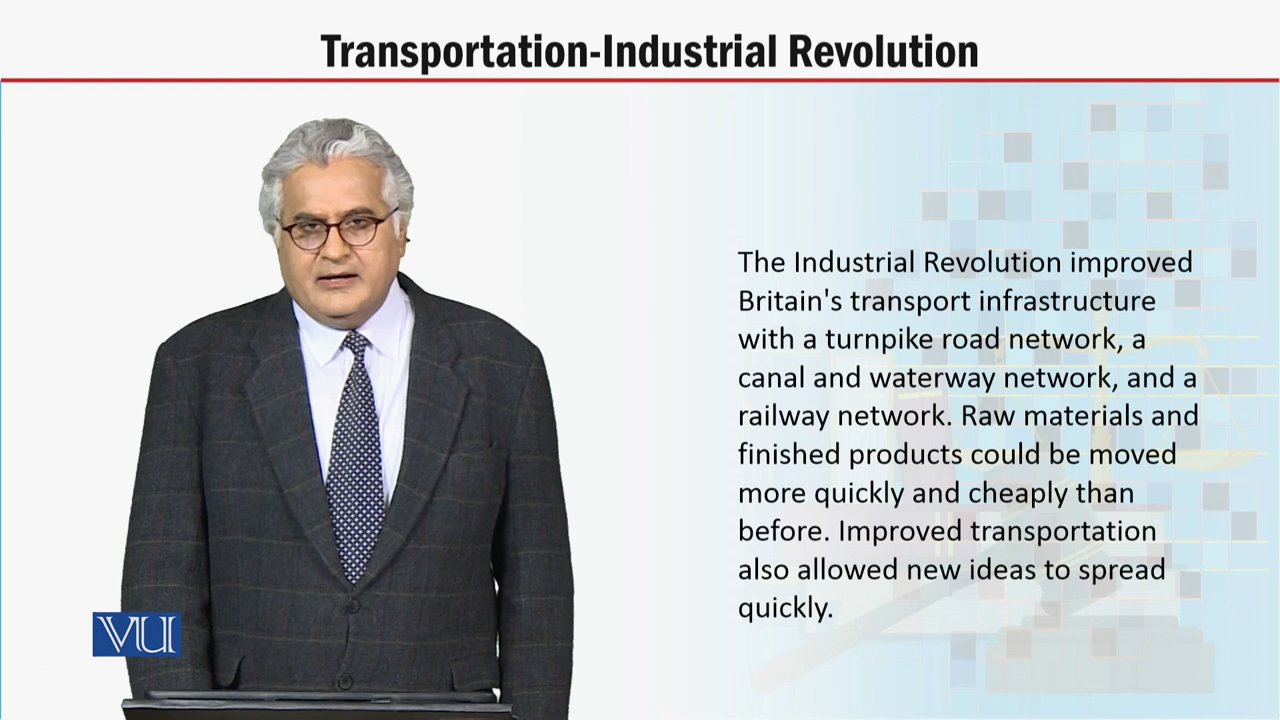 Transportation-Industrial Revolution
The Industrial Revolution improved
Britain's transport infrastructure
with a turnpike road network, a
canal and waterway network, and a
railway network. Raw materials and
finished products could be moved
more quickly and cheaply than
before. Improved transportation
also allowed new ideas to spread
quickly.
VU